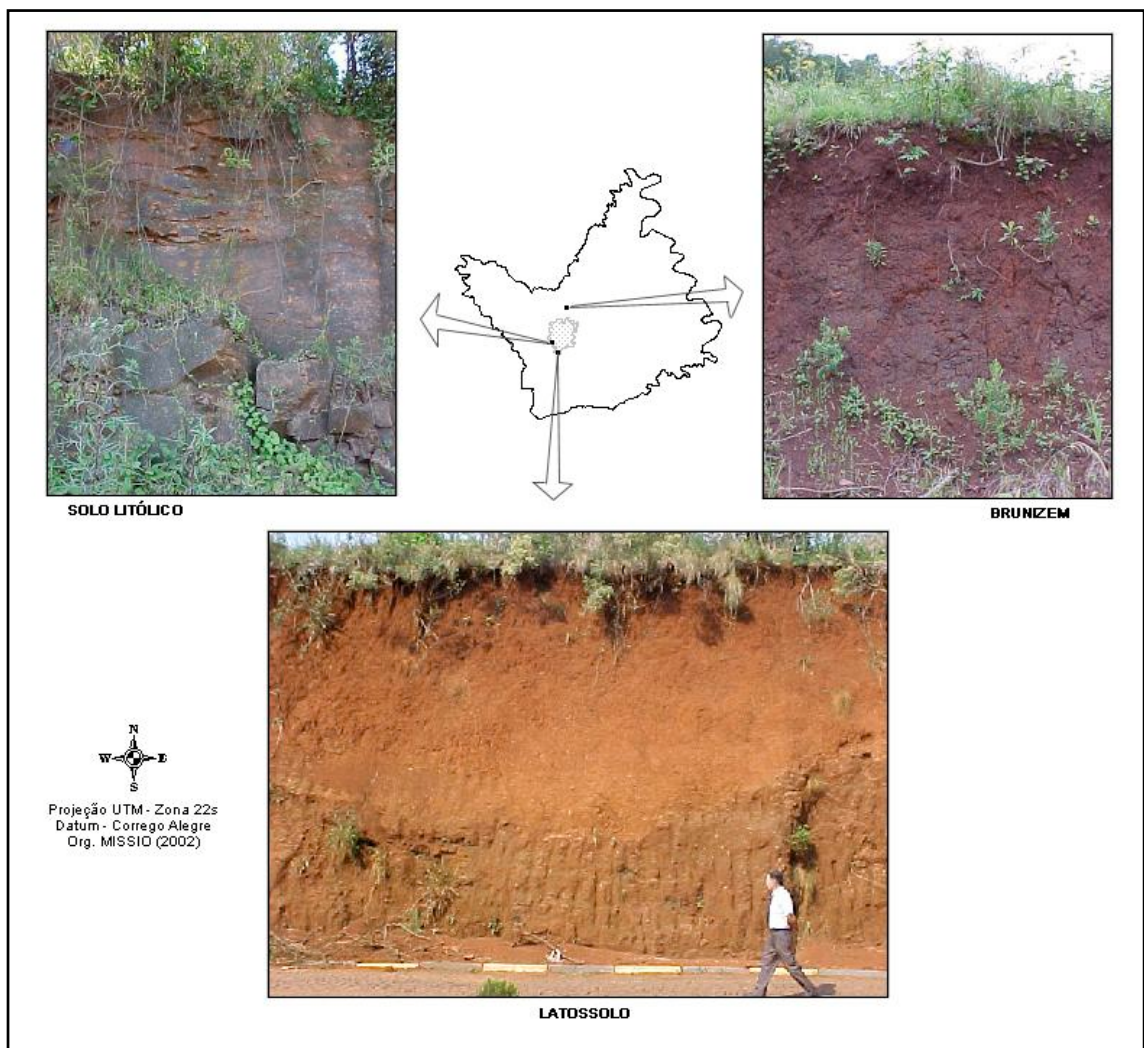 SOLO LITÓLICO
BRUNIZEM
N
W E
S
Projeção UTM - Zona 22s
Datum - Corrego Alegre
Org. MISSIO (2002)
LATOSSOLO